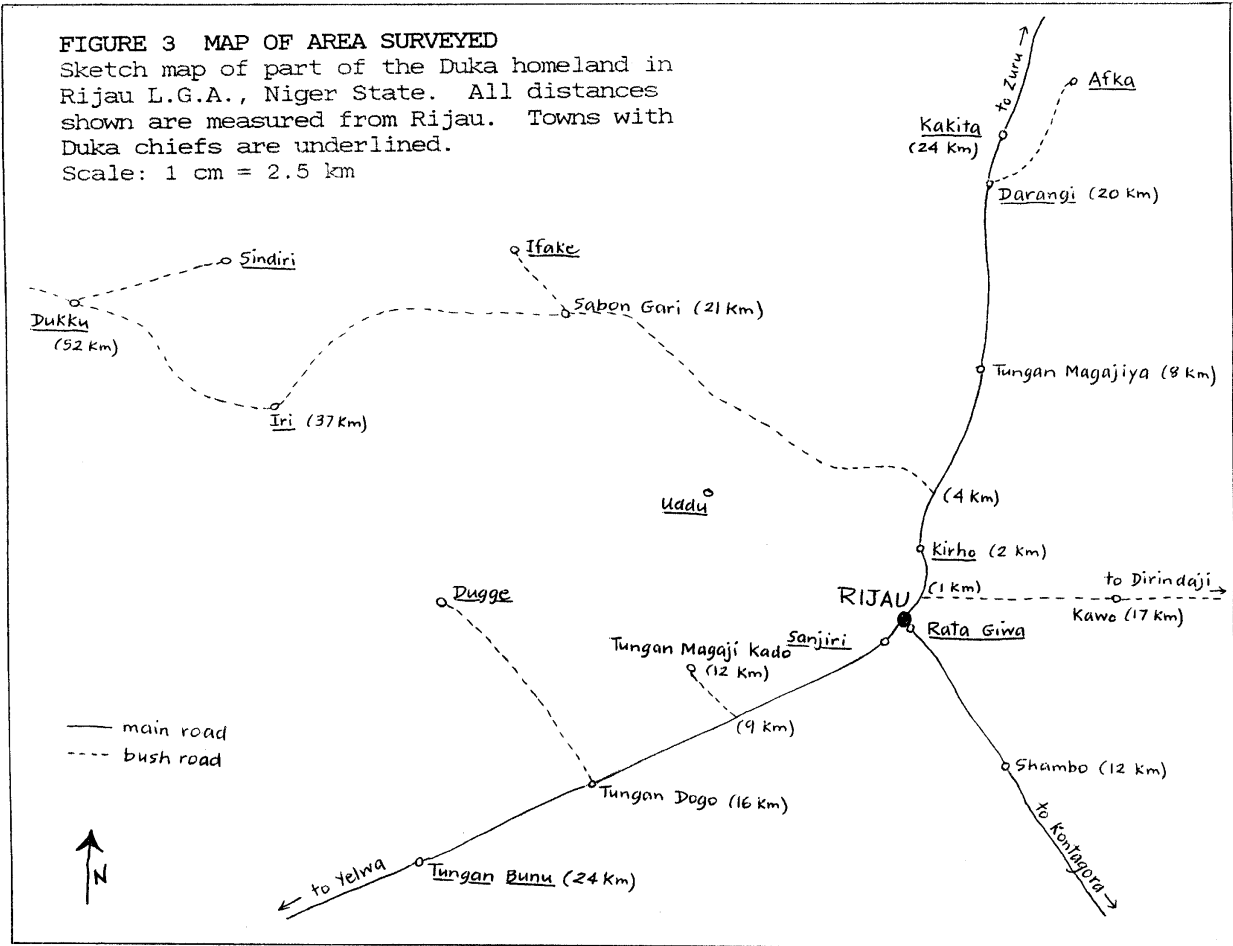 FIGURE 3 MAP OF AREA SURVEYED
Sketch map of part of the Duka homeland in
Rijau L.G.A., Niger State. All distances
shown are measured from Rijau. Towns with
Duka chiefs are underlined.
Scale: 1 cm = 2.5 km
to Zuru
Afka
Kakita
(24 Km)
Darangi (20 Km)
Sindiri
Ifake
Dukku
(52 Km)
Sabon Gari (21 Km)
Tungan Magajiya (8 Km)
Iri (37 Km)
Uddu
(4 Km)
Kirho (2 Km)
Dugge
(1 Km)
to Dirindaji
RIJAU
Kawo (17 Km)
Rata Giwa
Sanjiri
Tungan Magaji Kado
(12 Km)
(9 Km)
main road
bush road
Shambo (12 Km)
Tungan Dogo (16 Km)
to Kontagora
N
to Yelwa
Tungan Bunu (24 Km)